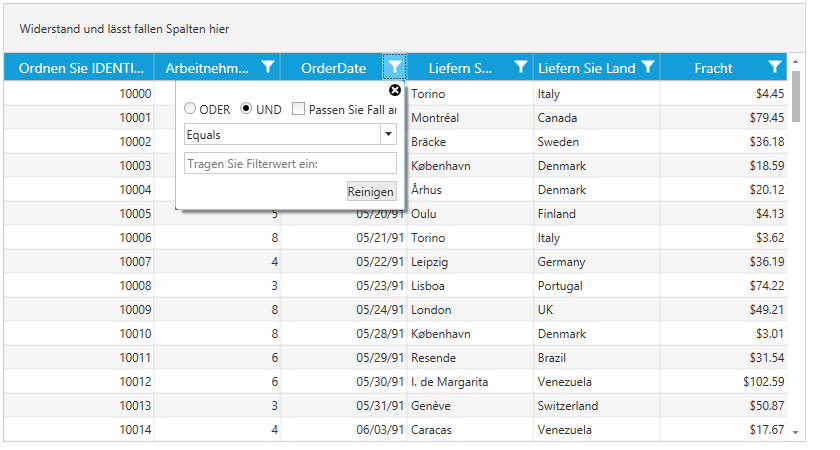 Widerstand und lässt fallen Spalten hier
Ordnen Sie IDENTI... Arbeitnehm... OrderDate Liefern S... Liefern Sie Land Fracht
10000 Torino Italy $4.45
ODER UND Passen Sie Fall an
10001 Montréal Canada $79.45
Equals
10002 Bräcke Sweden $36.18
Tragen Sie Filterwert ein:
10003 København Denmark $18.59
Reinigen
10004 Århus Denmark $20.12
10005 5 05/20/91 Oulu Finland $4.13
10006 8 05/21/91 Torino Italy $3.62
10007 4 05/22/91 Leipzig Germany $36.19
10008 3 05/23/91 Lisboa Portugal $74.22
10009 8 05/24/91 London UK $49.21
10010 8 05/28/91 København Denmark $3.01
10011 6 05/29/91 Resende Brazil $31.54
10012 6 05/30/91 I. de Margarita Venezuela $102.59
10013 3 05/31/91 Genève Switzerland $50.87
10014 4 06/03/91 Caracas Venezuela $17.67